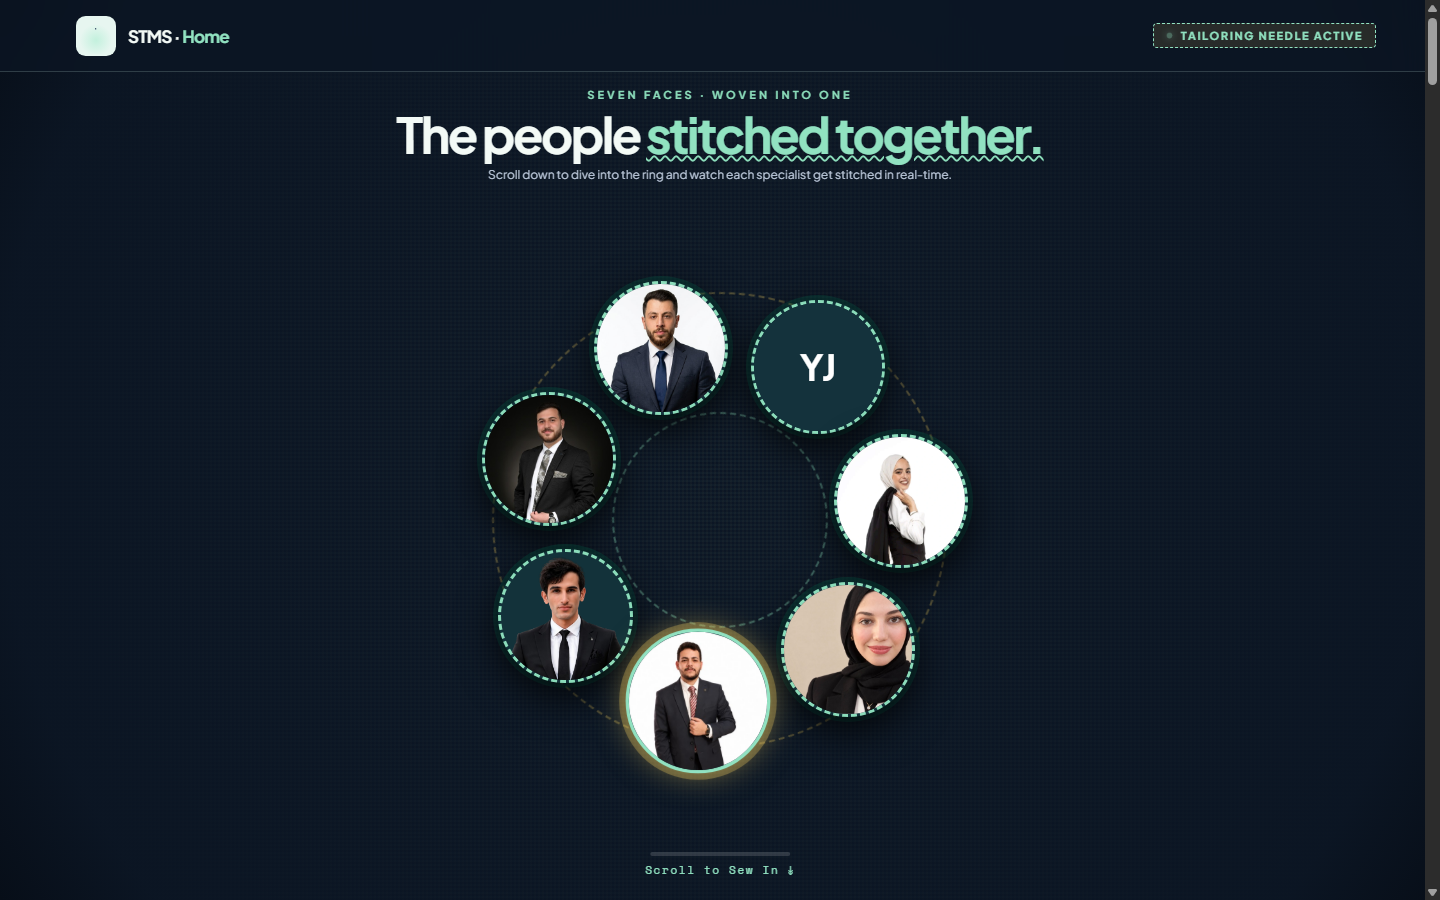 STMS · Home
TAILORING NEEDLE ACTIVE
SEVEN FACES · WOVEN INTO ONE
The people stitched together.
Scroll down to dive into the ring and watch each specialist get stitched in real-time.
YJ
Scroll to Sew In